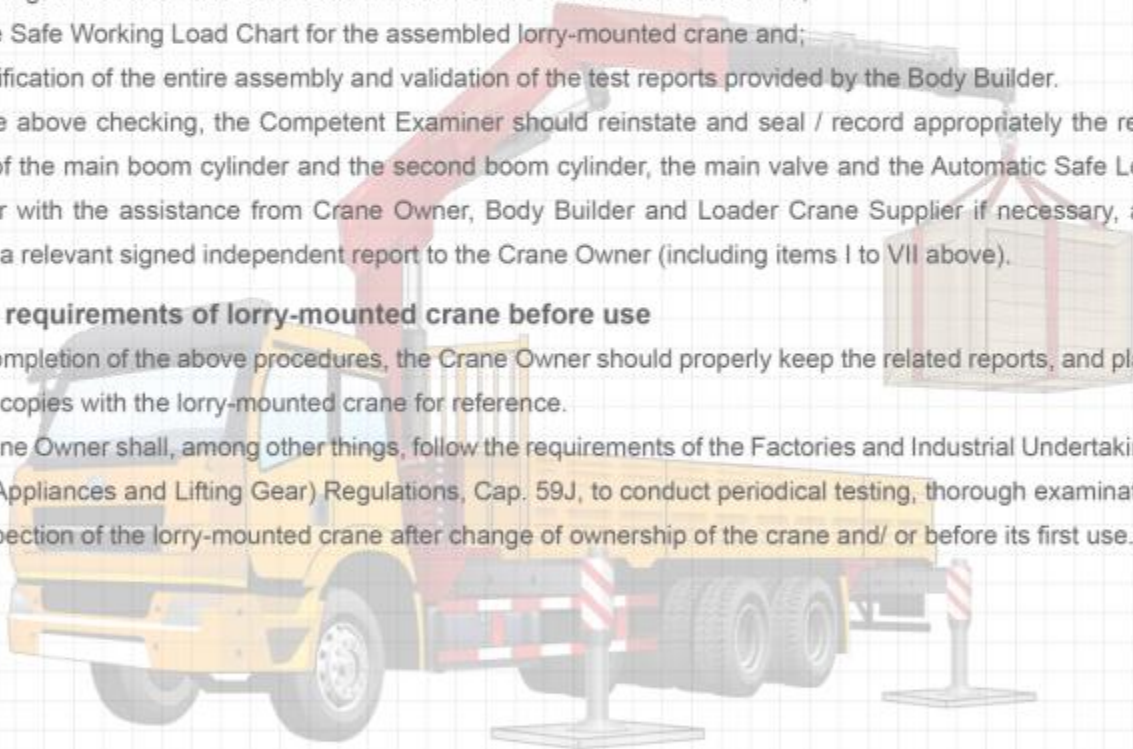 e Safe Working Load Chart for the assembled lorry-mounted crane and;
ification of the entire assembly and validation of the test reports provided by the Body Builder.
e above checking, the Competent Examiner should reinstate and seal / record appropriately the re
of the main boom cylinder and the second boom cylinder, the main valve and the Automatic Safe L
r with the assistance from Crane Owner, Body Builder and Loader Crane Supplier if necessary, a
a relevant signed independent report to the Crane Owner (including items I to VII above).
requirements of lorry-mounted crane before use
ompletion of the above procedures, the Crane Owner should properly keep the related reports, and pl
copies with the lorry-mounted crane for reference.
ne Owner shall, among other things, follow the requirements of the Factories and Industrial Undertaki
Appliances and Lifting Gear) Regulations, Cap. 59J, to conduct periodical testing, thorough examina
pection of the lorry-mounted crane after change of ownership of the crane and/ or before its first use.